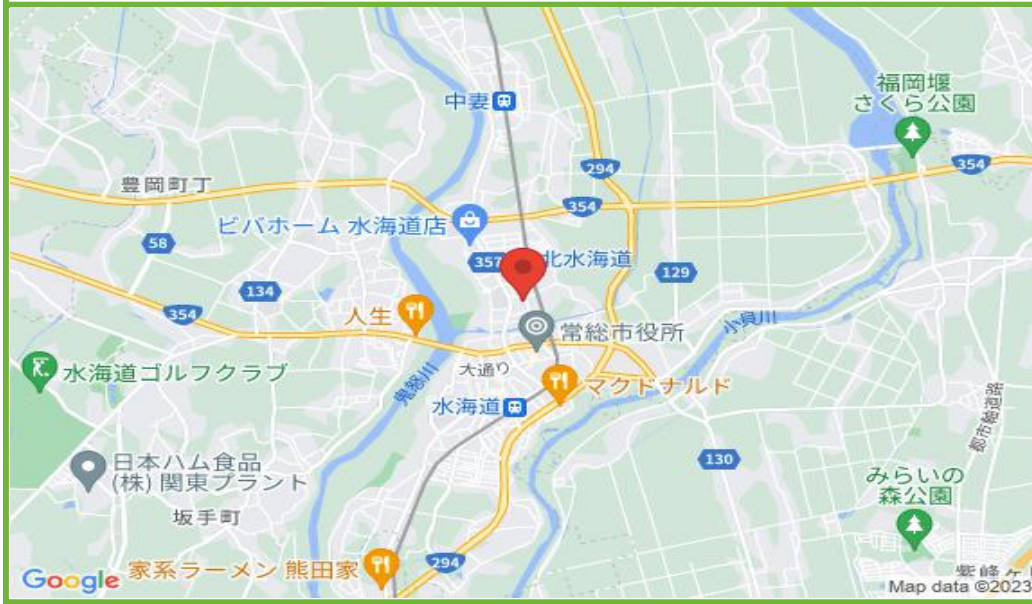 福岡堰
さくら公園
中妻
294
354
豊岡町丁
354
ビバホーム 水海道店
58
357
北水海道
129
134
354
人生
小貝川
常総市役所
水海道ゴルフクラブ
大通り
鬼怒川
マクドナルド
水海道
都市軸道路
130
日本ハム食品
(株) 関東プラント
みらいの
森公園
坂手町
294
家系ラーメン 熊田家
Google
Map data ©2023